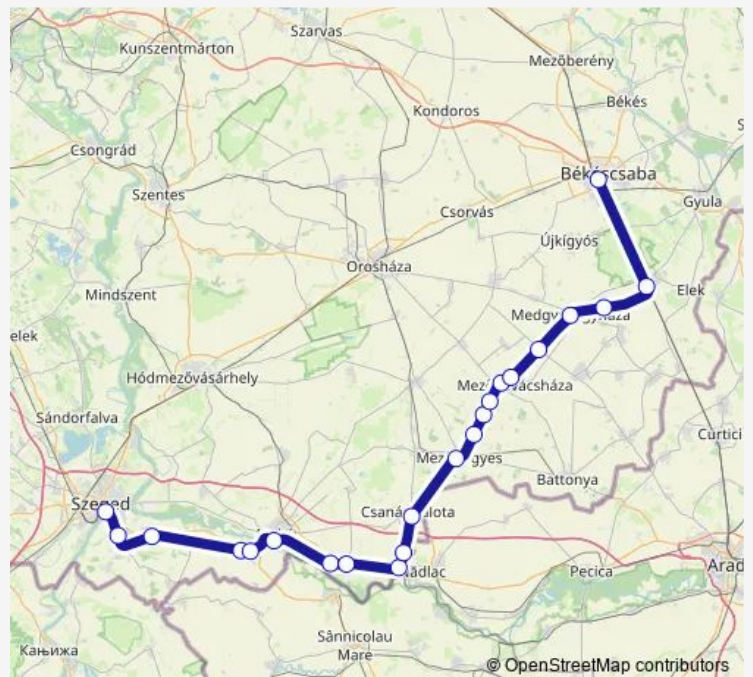 Szarvas
Kunszentmárton
Mezőberény
Békés
Kondoros
Csongrád
Békéscsaba
Szentes
Gyula
Csorvás
Újkígyós
Orosháza
Elek
Mindszent
elek
Hódmezővásárhely
Sándorfalva
Curtici
Battonya
Szeged
Arad
Nădlac
Pecica
Sânnicolau
Mare
Кањижа
© OpenStreetMap contributors